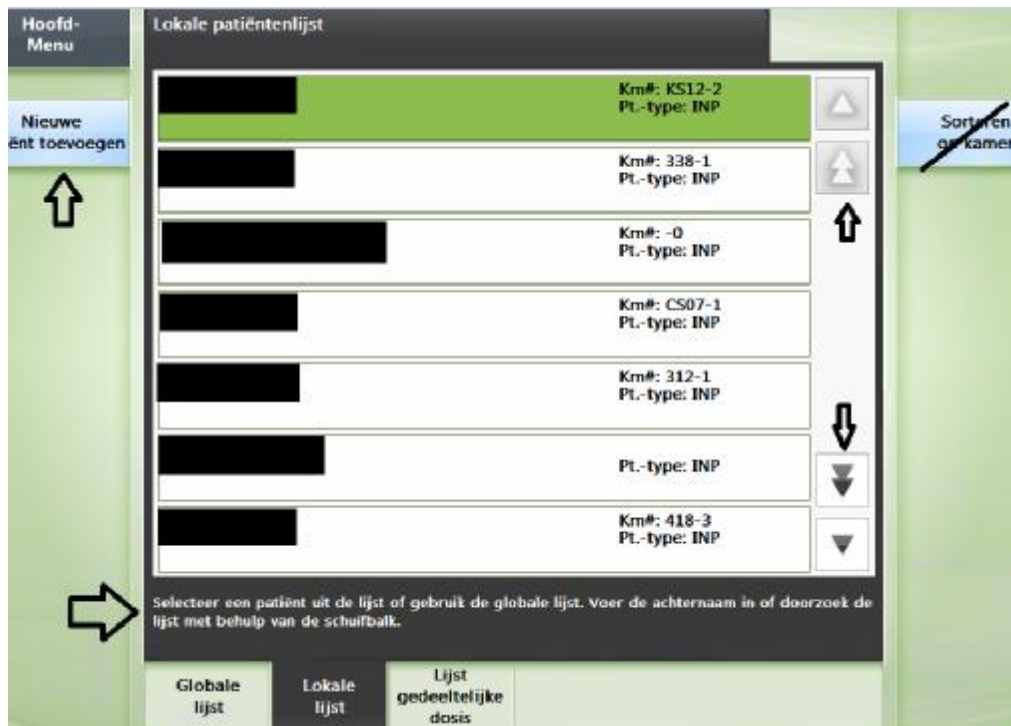 Hoofd-
Menu
Lokale patiëntenlijst
Nieuwe
ënt toevoegen
Sorteren
op kamer
Km#: KS12-2
Pt.-type: INP
Km#: 338-1
Pt.-type: INP
Km#: -0
Pt.-type: INP
Km#: CS07-1
Pt.-type: INP
Km#: 312-1
Pt.-type: INP
Pt.-type: INP
Km#: 418-3
Pt.-type: INP
Selecteer een patiënt uit de lijst of gebruik de globale lijst. Voer de achternaam in of doorzoek de
lijst met behulp van de schuifbalk.
Globale
lijst
Lokale
lijst
Lijst
gedeeltelijke
dosis